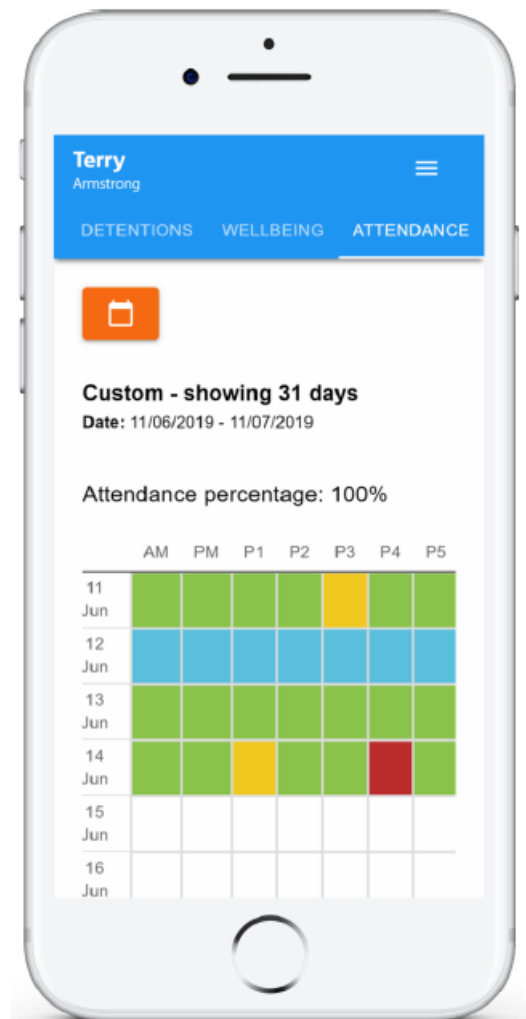 Terry
Armstrong
DETENTIONS WELLBEING ATTENDANCE
Custom - showing 31 days
Date: 11/06/2019 - 11/07/2019
Attendance percentage: 100%
AM PM P1 P2 P3 P4 P5
11
Jun
12
Jun
13
Jun
14
Jun
15
Jun
16
Jun